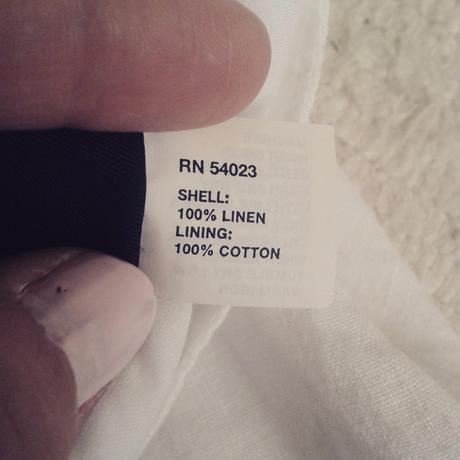 RN 54023
SHELL:
100% LINEN
LINING:
100% COTTON